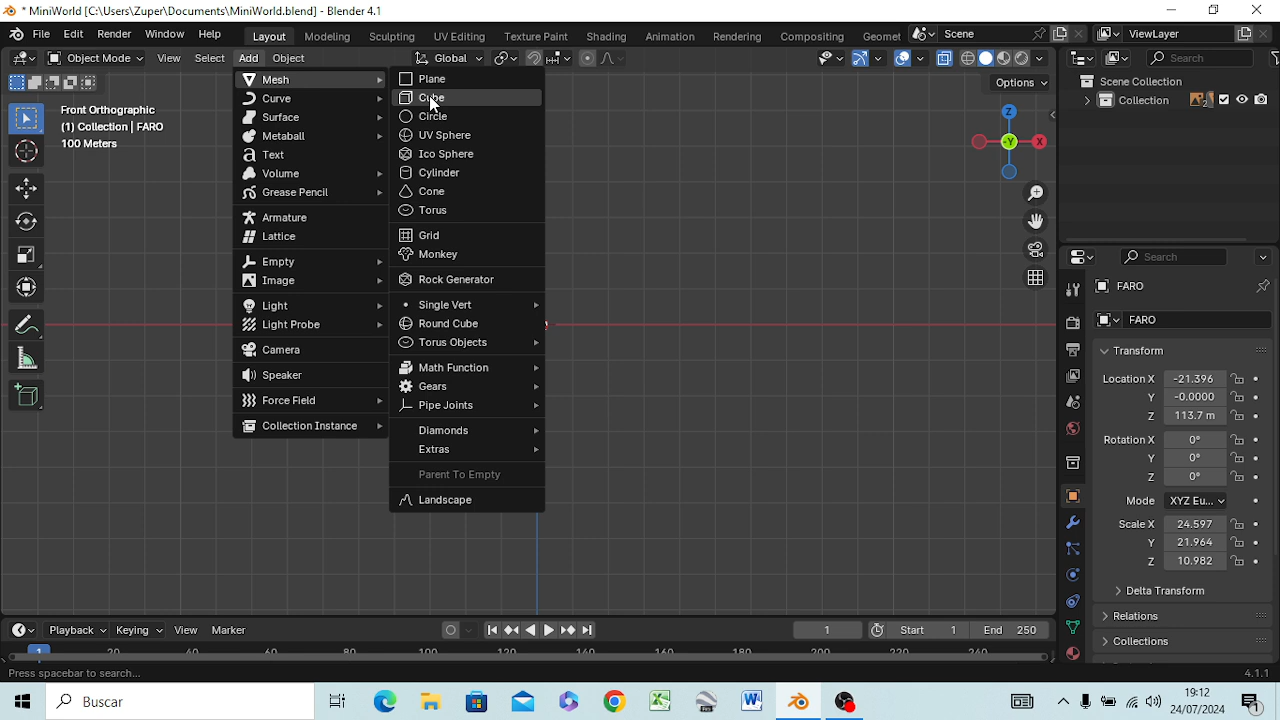 * MiniWorld [C:\Users\Zuper\Documents\MiniWorld.blend] - Blender 4.1
File Edit Render Window Help
Layout Modeling Sculpting UV Editing Texture Paint Shading Animation Rendering Compositing Geomet
Scene ViewLayer
Object Mode View Select Add Object Global
Search
Options
Front Orthographic
(1) Collection | FARO
100 Meters
Mesh
Curve
Surface
Metaball
Text
Volume
Grease Pencil
Armature
Lattice
Empty
Image
Light
Light Probe
Camera
Speaker
Force Field
Collection Instance
Plane
Cube
Circle
UV Sphere
Ico Sphere
Cylinder
Cone
Torus
Grid
Monkey
Rock Generator
Single Vert
Round Cube
Torus Objects
Math Function
Gears
Pipe Joints
Diamonds
Extras
Parent To Empty
Landscape
Z
-Y
X
Scene Collection
Collection
Search
FARO
FARO
Transform
Location X -21.396
Y -0.0000
Z 113.7 m
Rotation X 0°
Y 0°
Z 0°
Mode XYZ Eu...
Scale X 24.597
Y 21.964
Z 10.982
Delta Transform
Relations
Collections
Playback Keying View Marker
1 Start 1 End 250
1 20 40 60 80 100 120 200 220 240
Press spacebar to search...
4.1.1
Buscar
19:12
24/07/2024
1